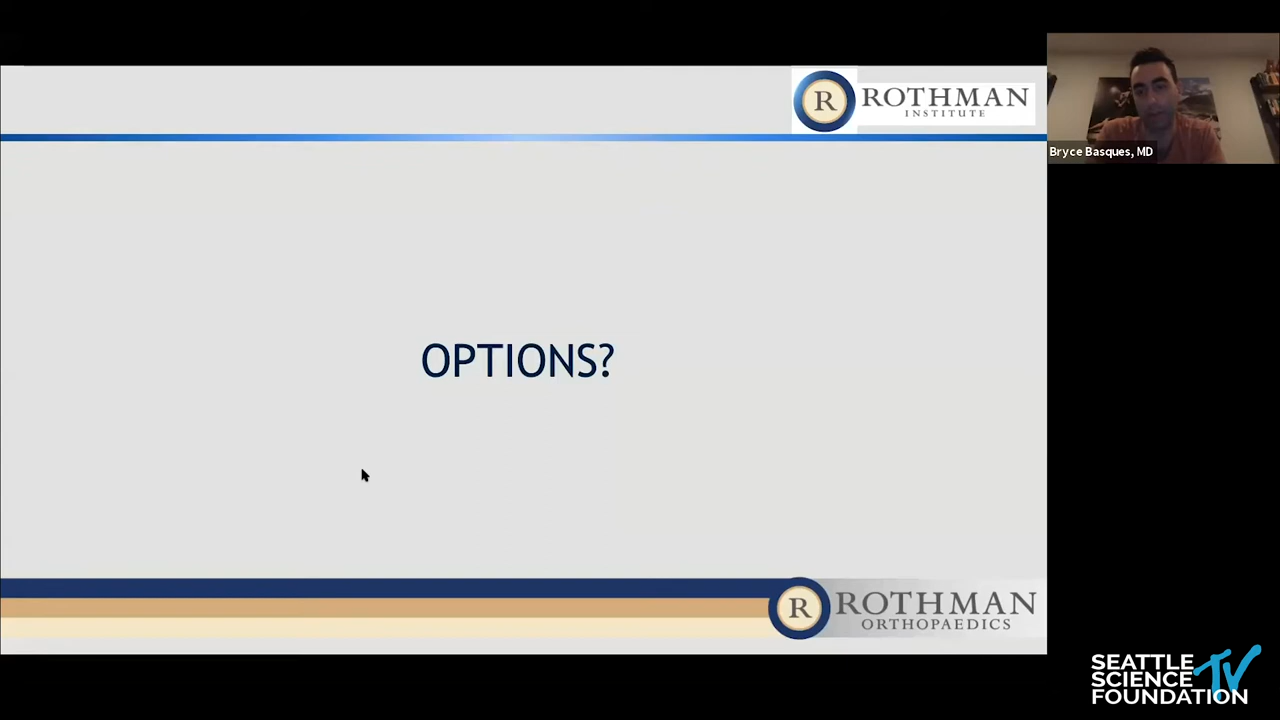 R ROTHMAN
INSTITUTE
Bryce Basques, MD
OPTIONS?
R ROTHMAN
ORTHOPAEDICS
SEATTLE
SCIENCE TV
FOUNDATION